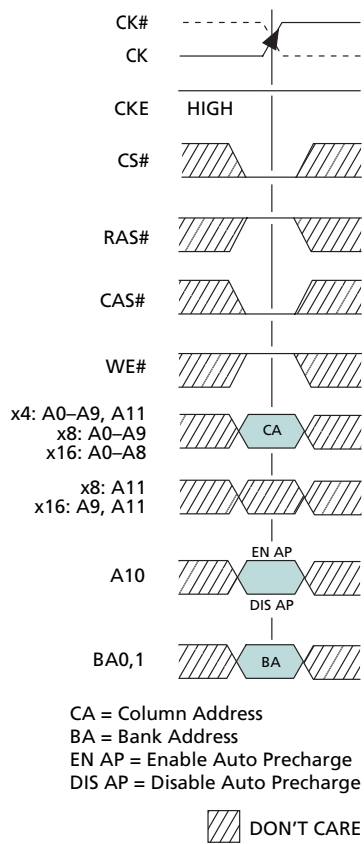 CK#
CK
CKE HIGH
CS#
RAS#
CAS#
WE#
x4: A0–A9, A11
x8: A0–A9
x16: A0–A8
CA
x8: A11
x16: A9, A11
EN AP
A10
DIS AP
BA0,1
BA
CA = Column Address
BA = Bank Address
EN AP = Enable Auto Precharge
DIS AP = Disable Auto Precharge
DON'T CARE